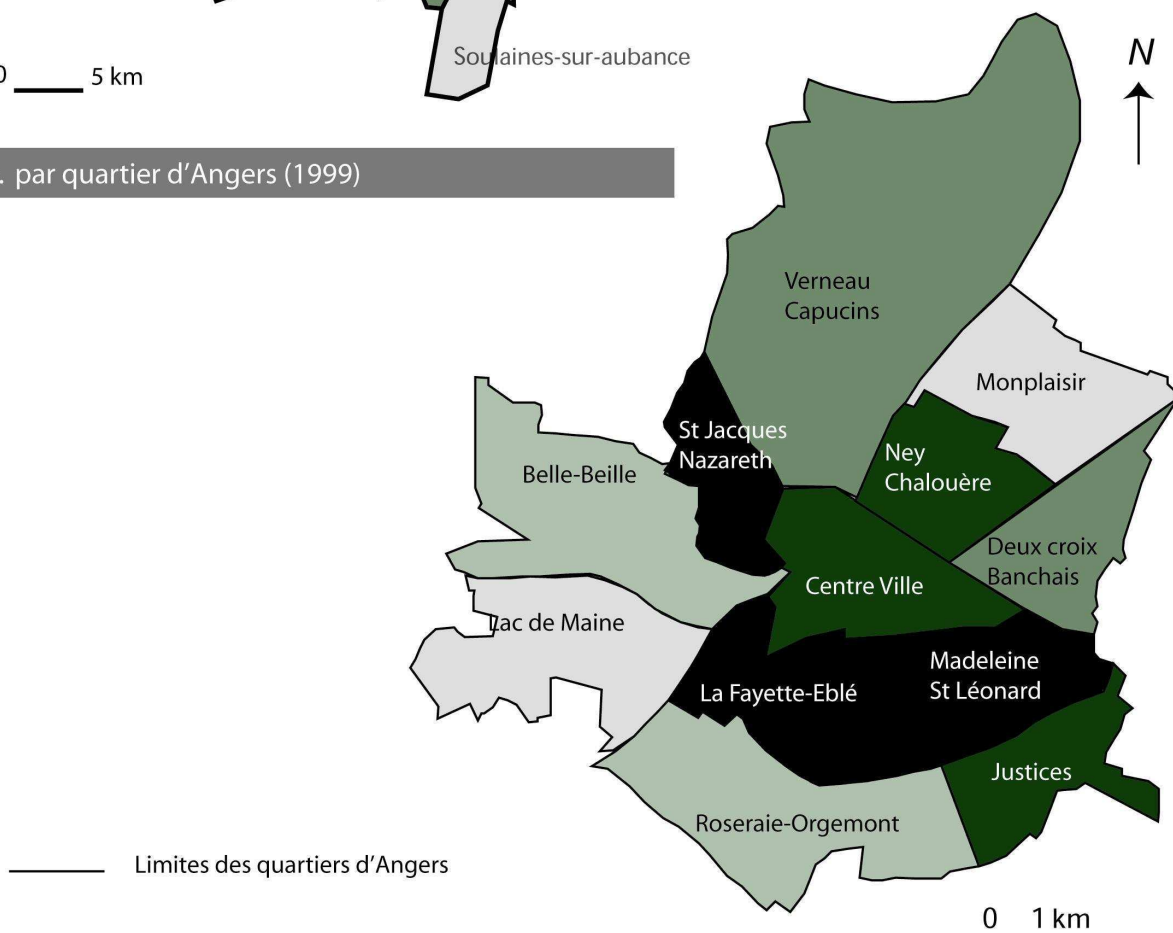 Soulaines-sur-aubance
0 5 km
N
. par quartier d'Angers (1999)
Verneau
Capucins
Monplaisir
St Jacques
Nazareth
Ney
Chalouère
Belle-Beille
Deux croix
Banchais
Centre Ville
Lac de Maine
Madeleine
St Léonard
La Fayette-Eblé
Justices
Roseraie-Orgemont
Limites des quartiers d'Angers
0 1 km